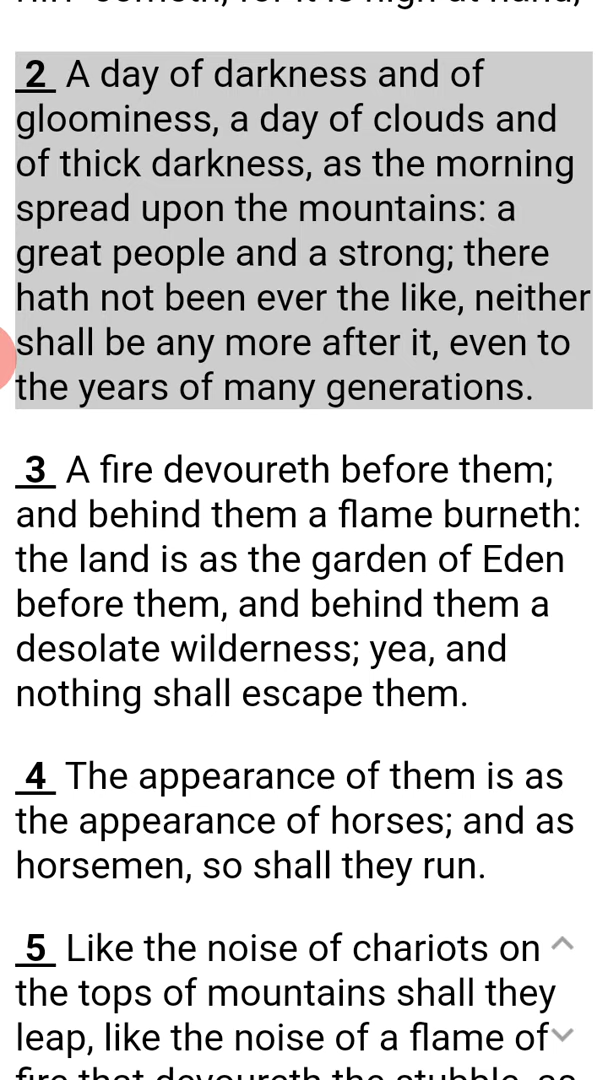 2 A day of darkness and of
gloominess, a day of clouds and
of thick darkness, as the morning
spread upon the mountains: a
great people and a strong; there
hath not been ever the like, neither
shall be any more after it, even to
the years of many generations.
3 A fire devoureth before them;
and behind them a flame burneth:
the land is as the garden of Eden
before them, and behind them a
desolate wilderness; yea, and
nothing shall escape them.
4 The appearance of them is as
the appearance of horses; and as
horsemen, so shall they run.
5 Like the noise of chariots on
the tops of mountains shall they
leap, like the noise of a flame of
fire that devoureth the stubble, as